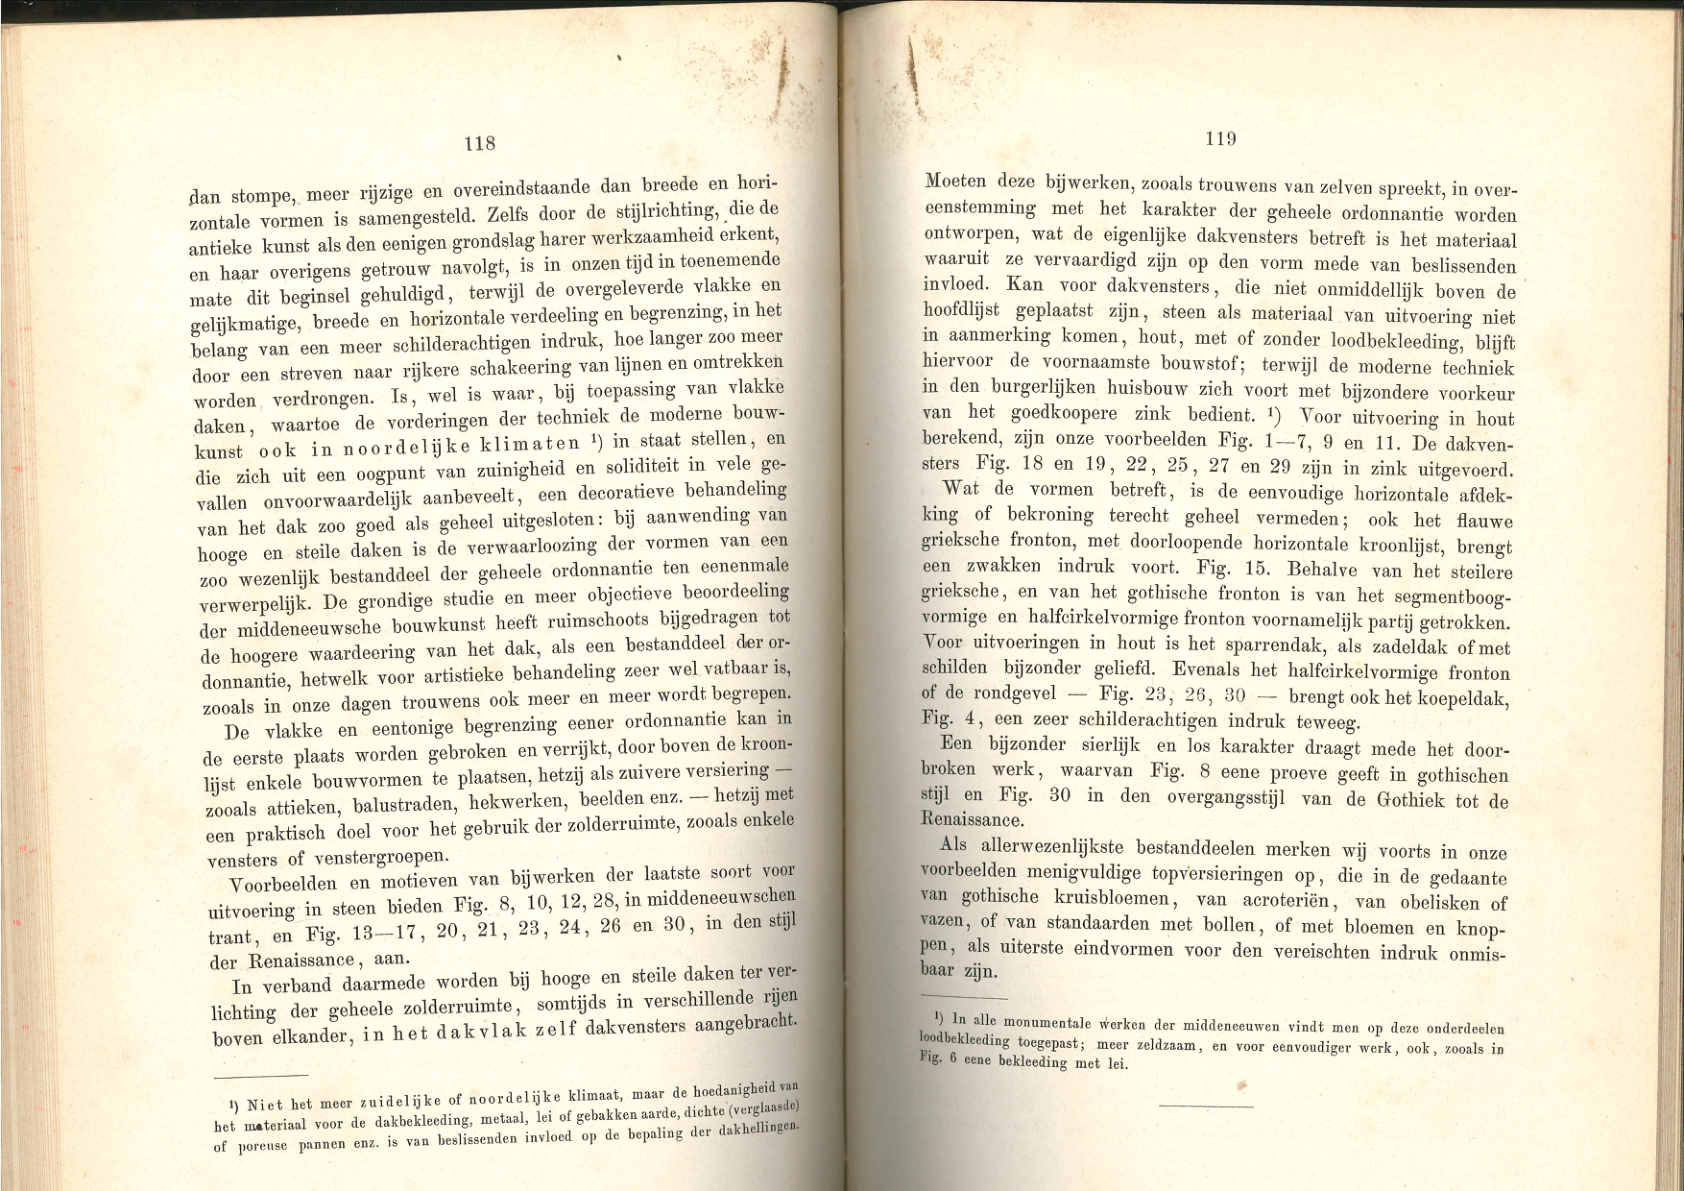 118
dan stompe, meer rijzige en overeindstaande dan breede en hori-
zontale vormen is samengesteld. Zelfs door de stijlrichting, die de
antieke kunst als den eenigen grondslag harer werkzaamheid erkent,
en haar overigens getrouw navolgt, is in onzen tijd in toenemende
mate dit beginsel gehuldigd, terwijl de overgeleverde vlakke en
gelijkmatige, breede en horizontale verdeeling en begrenzing, in het
belang van een meer schilderachtigen indruk, hoe langer zoo meer
door een streven naar rijkere schakeering van lijnen en omtrekken
worden verdrongen. Is, wel is waar, bij toepassing van vlakke
daken, waartoe de vorderingen der techniek de moderne bouw-
kunst ook in noordelijke klimaten ¹) in staat stellen, en
die zich uit een oogpunt van zuinigheid en soliditeit in vele ge-
vallen onvoorwaardelijk aanbeveelt, een decoratieve behandeling
van het dak zoo goed als geheel uitgesloten: bij aanwending van
hooge en steile daken is de verwaarloozing der vormen van een
zoo wezenlijk bestanddeel der geheele ordonnantie ten eenenmale
verwerpelijk. De grondige studie en meer objectieve beoordeeling
der middeneeuwsche bouwkunst heeft ruimschoots bijgedragen tot
de hoogere waardeering van het dak, als een bestanddeel der or-
donnantie, hetwelk voor artistieke behandeling zeer wel vatbaar is,
zooals in onze dagen trouwens ook meer en meer wordt begrepen.
De vlakke en eentonige begrenzing eener ordonnantie kan in
de eerste plaats worden gebroken en verrijkt, door boven de kroon-
lijst enkele bouwvormen te plaatsen, hetzij als zuivere versiering —
zooals attieken, balustraden, hekwerken, beelden enz. — hetzij met
een praktisch doel voor het gebruik der zolderruimte, zooals enkele
vensters of venstergroepen.
Voorbeelden en motieven van bijwerken der laatste soort voor
uitvoering in steen bieden Fig. 8, 10, 12, 28, in middeneeuwschen
trant, en Fig. 13—17, 20, 21, 23, 24, 26 en 30, in den stijl
der Renaissance, aan.
In verband daarmede worden bij hooge en steile daken ter ver-
lichting der geheele zolderruimte, somtijds in verschillende rijen
boven elkander, in het dakvlak zelf dakvensters aangebracht.
¹) Niet het meer zuidelijke of noordelijke klimaat, maar de hoedanigheid van
het materiaal voor de dakbekleeding, metaal, lei of gebakken aarde, dichte (verglaasde)
of poreuse pannen enz. is van beslissenden invloed op de bepaling der dakhellingen.
119
Moeten deze bijwerken, zooals trouwens van zelven spreekt, in over-
eenstemming met het karakter der geheele ordonnantie worden
ontworpen, wat de eigenlijke dakvensters betreft is het materiaal
waaruit ze vervaardigd zijn op den vorm mede van beslissenden
invloed. Kan voor dakvensters, die niet onmiddellijk boven de
hoofdlijst geplaatst zijn, steen als materiaal van uitvoering niet
in aanmerking komen, hout, met of zonder loodbekleeding, blijft
hiervoor de voornaamste bouwstof; terwijl de moderne techniek
in den burgerlijken huisbouw zich voort met bijzondere voorkeur
van het goedkoopere zink bedient. ¹) Voor uitvoering in hout
berekend, zijn onze voorbeelden Fig. 1—7, 9 en 11. De dakven-
sters Fig. 18 en 19, 22, 25, 27 en 29 zijn in zink uitgevoerd.
Wat de vormen betreft, is de eenvoudige horizontale afdek-
king of bekroning terecht geheel vermeden; ook het flauwe
grieksche fronton, met doorloopende horizontale kroonlijst, brengt
een zwakken indruk voort. Fig. 15. Behalve van het steilere
grieksche, en van het gothische fronton is van het segmentboog-
vormige en halfcirkelvormige fronton voornamelijk partij getrokken.
Voor uitvoeringen in hout is het sparrendak, als zadeldak of met
schilden bijzonder geliefd. Evenals het halfcirkelvormige fronton
of de rondgevel — Fig. 23, 26, 30 — brengt ook het koepeldak,
Fig. 4, een zeer schilderachtigen indruk teweeg.
Een bijzonder sierlijk en los karakter draagt mede het door-
broken werk, waarvan Fig. 8 eene proeve geeft in gothischen
stijl en Fig. 30 in den overgangsstijl van de Gothiek tot de
Renaissance.
Als allerwezenlijkste bestanddeelen merken wij voorts in onze
voorbeelden menigvuldige topversieringen op, die in de gedaante
van gothische kruisbloemen, van acroteriën, van obelisken of
vazen, of van standaarden met bollen, of met bloemen en knop-
pen, als uiterste eindvormen voor den vereischten indruk onmis-
baar zijn.
¹) In alle monumentale werken der middeneeuwen vindt men op deze onderdeelen
loodbekleeding toegepast; meer zeldzaam, en voor eenvoudiger werk, ook, zooals in
Fig. 6 eene bekleeding met lei.